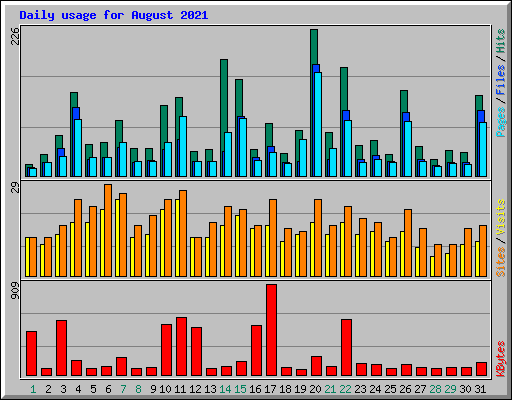 Daily usage for August 2021
226
Pages / Files / Hits
29
Sites / Visits
909
KBytes
1 2 3 4 5 6 7 8 9 10 11 12 13 14 15 16 17 18 19 20 21 22 23 24 25 26 27 28 29 30 31